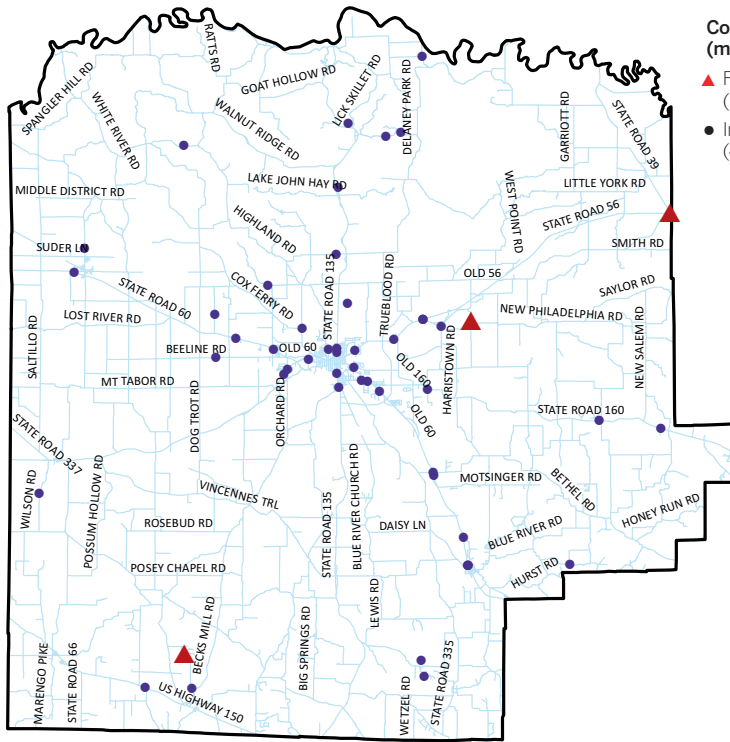 RATTS RD
GOAT HOLLOW RD
LICK SKILLET RD
DELANEY PARK RD
SPANGLER HILL RD
WHITE RIVER RD
WALNUT RIDGE RD
GARRIOTT RD
STATE ROAD 39
Co
(m
F
(
In
(
MIDDLE DISTRICT RD
LAKE JOHN HAY RD
WEST POINT RD
LITTLE YORK RD
STATE ROAD 56
SMITH RD
HIGHLAND RD
SUDER LN
STATE ROAD 135
TRUEBLOOD RD
OLD 56
SAYLOR RD
STATE ROAD 60
COX FERRY RD
LOST RIVER RD
NEW PHILADELPHIA RD
SALTILLO RD
BEELINE RD
OLD 60
OLD 160
HARRISTOWN RD
NEW SALEM RD
MT TABOR RD
DOG TROT RD
ORCHARD RD
OLD 60
STATE ROAD 160
STATE ROAD 337
WILSON RD
POSSUM HOLLOW RD
VINCENNES TRL
STATE ROAD 135
BLUE RIVER CHURCH RD
MOTSINGER RD
BETHEL RD
HONEY RUN RD
ROSEBUD RD
DAISY LN
BLUE RIVER RD
POSEY CHAPEL RD
HURST RD
LEWIS RD
BECKS MILL RD
BIG SPRINGS RD
MARENGO PIKE
STATE ROAD 66
US HIGHWAY 150
WETZEL RD
STATE ROAD 335